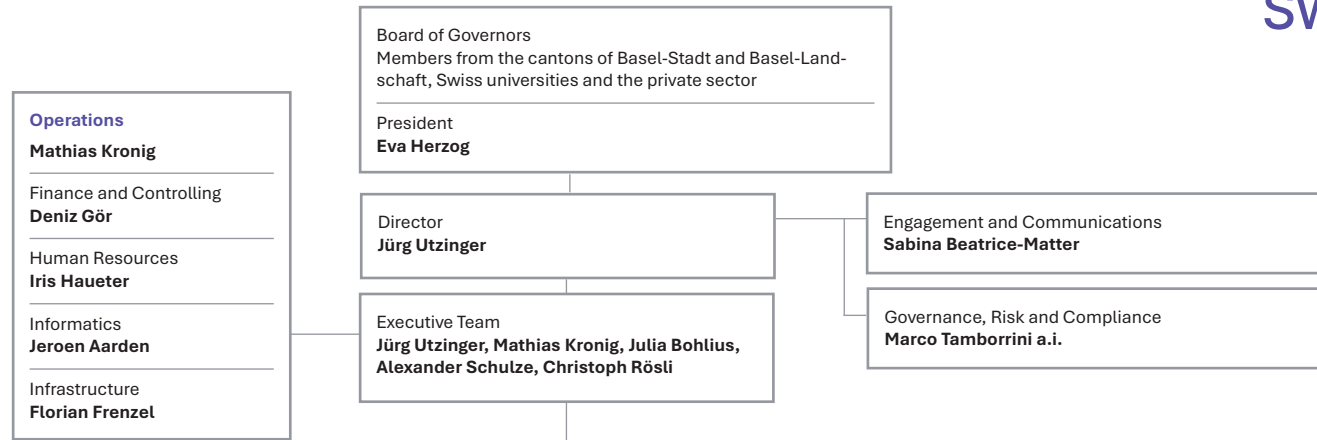 Sw
Board of Governors
Members from the cantons of Basel-Stadt and Basel-Land-
schaft, Swiss universities and the private sector
President
Eva Herzog
Operations
Mathias Kronig
Finance and Controlling
Deniz Gör
Human Resources
Iris Haueter
Informatics
Jeroen Aarden
Infrastructure
Florian Frenzel
Director
Jürg Utzinger
Executive Team
Jürg Utzinger, Mathias Kronig, Julia Bohlius,
Alexander Schulze, Christoph Rösli
Engagement and Communications
Sabina Beatrice-Matter
Governance, Risk and Compliance
Marco Tamborrini a.i.